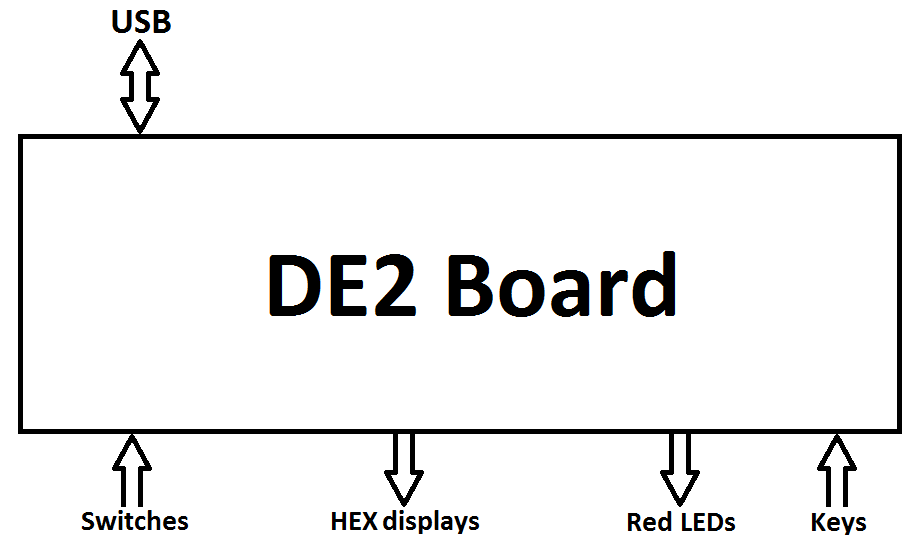 USB
DE2 Board
Switches
HEX displays
Red LEDs
Keys